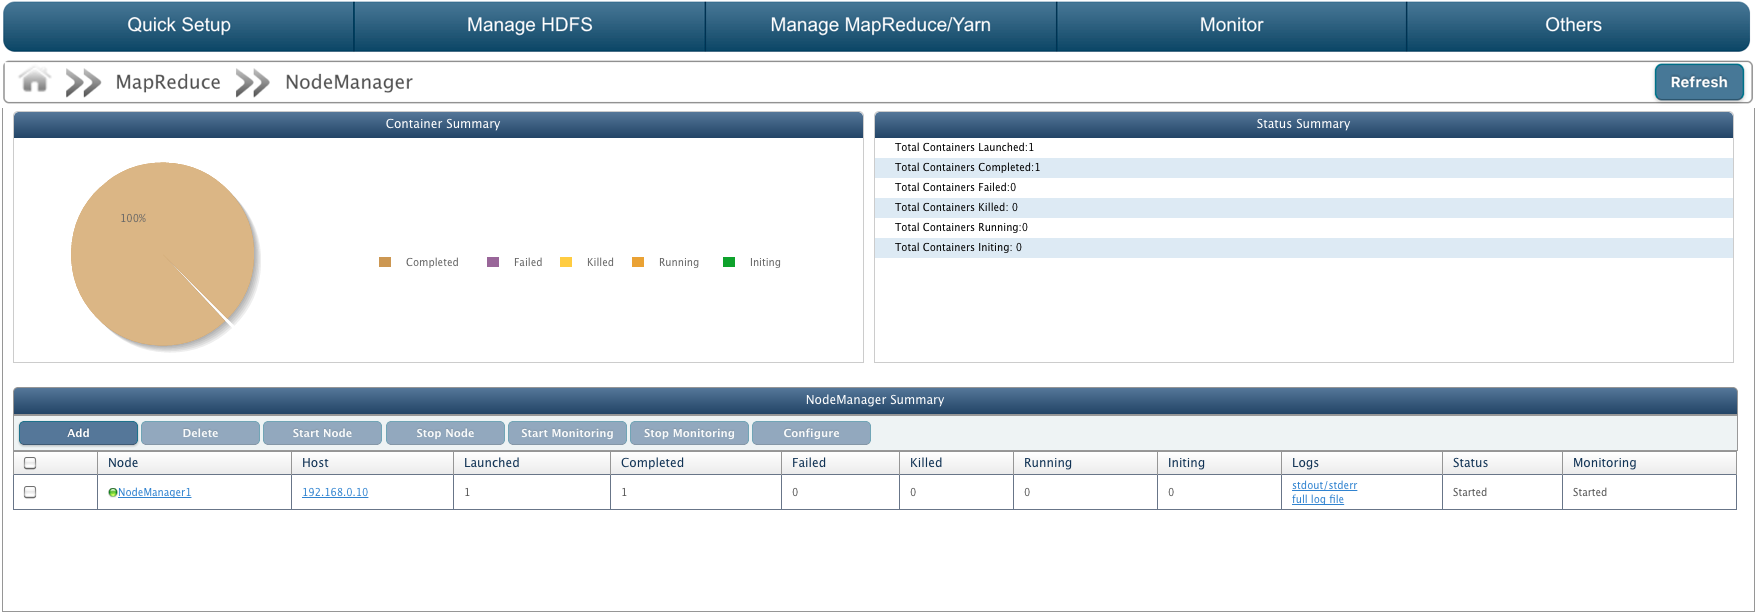 Quick Setup Manage HDFS Manage MapReduce/Yarn Monitor Others
MapReduce NodeManager Refresh
Container Summary
100%
Completed Failed Killed Running Initing
Status Summary
Total Containers Launched:1
Total Containers Completed:1
Total Containers Failed:0
Total Containers Killed: 0
Total Containers Running:0
Total Containers Initing: 0
NodeManager Summary
Add Delete Start Node Stop Node Start Monitoring Stop Monitoring Configure
Node Host Launched Completed Failed Killed Running Initing Logs Status Monitoring
NodeManager1 192.168.0.10 1 1 0 0 0 0 stdout/stderr Started Started
full log file